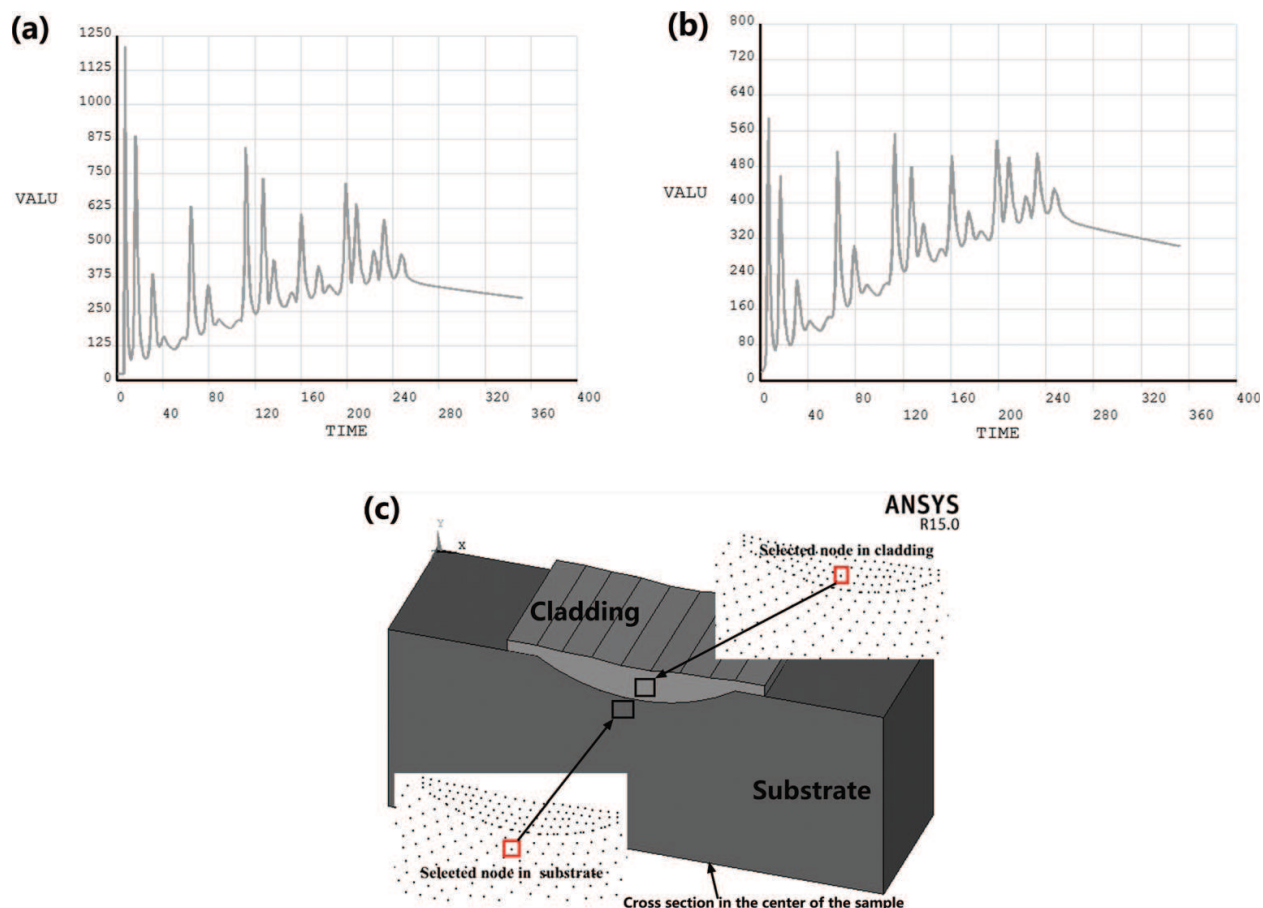 (a)
1250
1125
1000
875
750
625
500
375
250
125
0
VALU
0 80 160 240 320 400
40 120 200 280 360
TIME
(b)
800
720
640
560
480
400
320
240
160
80
0
VALU
0 80 160 240 320 400
40 120 200 280 360
TIME
(c)
ANSYS
R15.0
Y
X
Selected node in cladding
Cladding
Substrate
Selected node in substrate
Cross section in the center of the sample